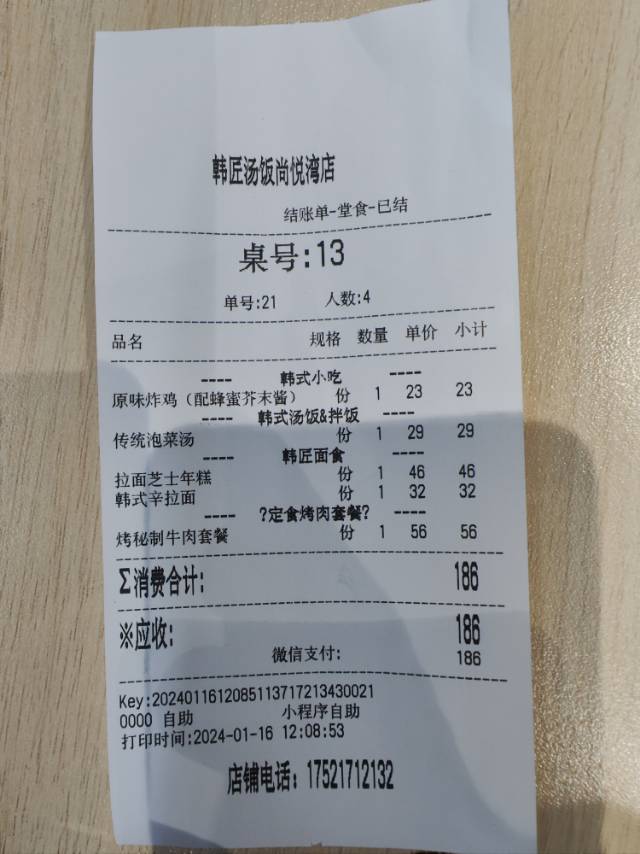 韩匠汤饭尚悦湾店
结账单-堂食-已结
桌号:13
单号:21 人数:4
品名 规格 数量 单价 小计
---- 韩式小吃 ----
原味炸鸡（配蜂蜜芥末酱） 份 1 23 23
---- 韩式汤饭&拌饭 ----
传统泡菜汤 份 1 29 29
---- 韩匠面食 ----
拉面芝士年糕 份 1 46 46
韩式辛拉面 份 1 32 32
---- ?定食烤肉套餐? ----
烤秘制牛肉套餐 份 1 56 56
Σ消费合计: 186
※应收: 186
微信支付: 186
Key:2024011612085113717213430021
0000 自助 小程序自助
打印时间:2024-01-16 12:08:53
店铺电话：17521712132